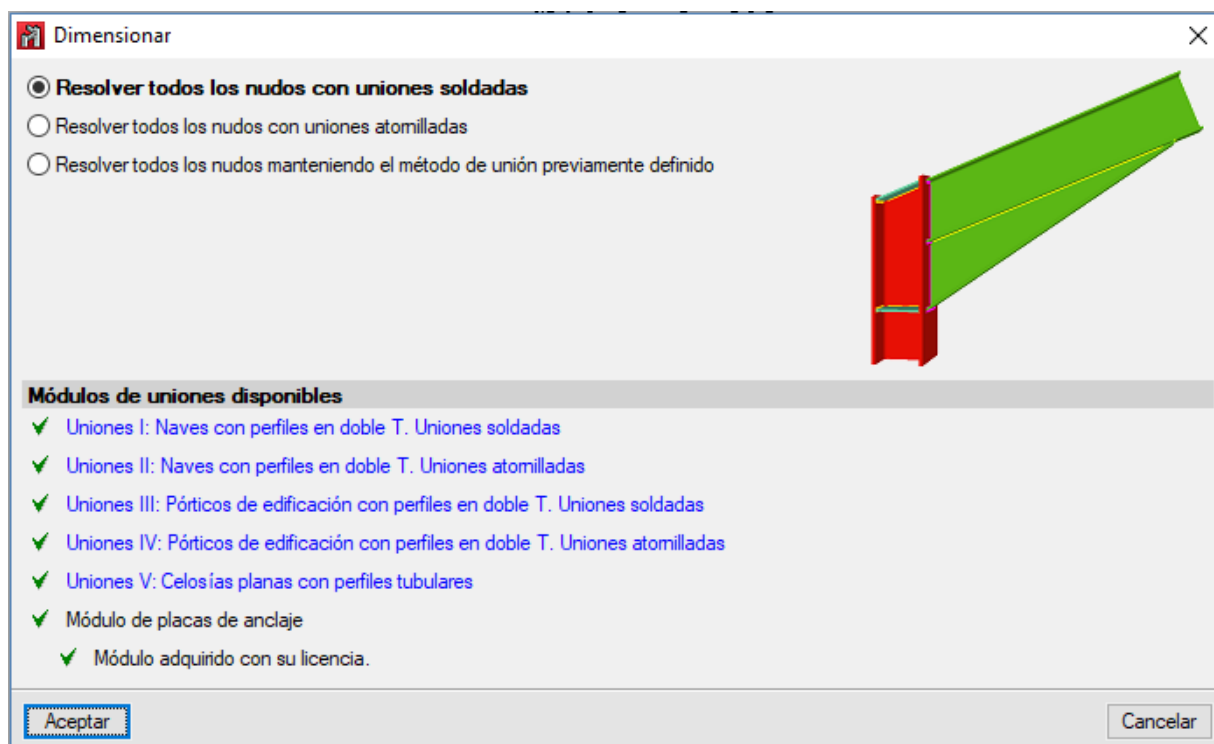 Dimensionar
Resolver todos los nudos con uniones soldadas
Resolver todos los nudos con uniones atornilladas
Resolver todos los nudos manteniendo el método de unión previamente definido
Módulos de uniones disponibles
Uniones I: Naves con perfiles en doble T. Uniones soldadas
Uniones II: Naves con perfiles en doble T. Uniones atornilladas
Uniones III: Pórticos de edificación con perfiles en doble T. Uniones soldadas
Uniones IV: Pórticos de edificación con perfiles en doble T. Uniones atornilladas
Uniones V: Celosías planas con perfiles tubulares
Módulo de placas de anclaje
Módulo adquirido con su licencia.
Aceptar
Cancelar